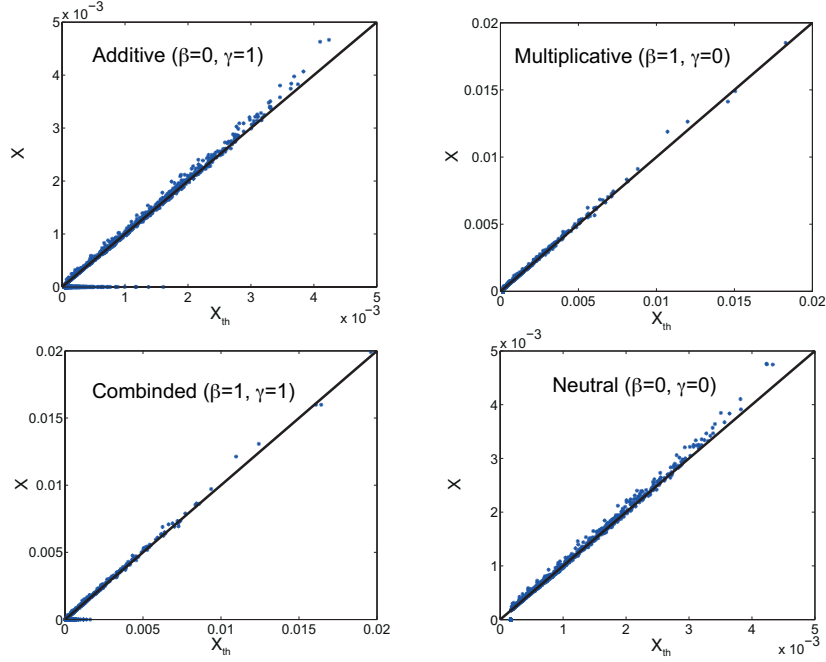 5 x 10⁻³
Additive (β=0, γ=1)
4
3
X
2
1
0
0 1 2 3 4 5
X_th
x 10⁻³
0.02
Multiplicative (β=1, γ=0)
0.015
X
0.01
0.005
0
0 0.005 0.01 0.015 0.02
X_th
0.02
Combinded (β=1, γ=1)
0.015
X
0.01
0.005
0
0 0.005 0.01 0.015 0.02
X_th
5 x 10⁻³
Neutral (β=0, γ=0)
4
3
X
2
1
0
0 1 2 3 4 5
X_th
x 10⁻³